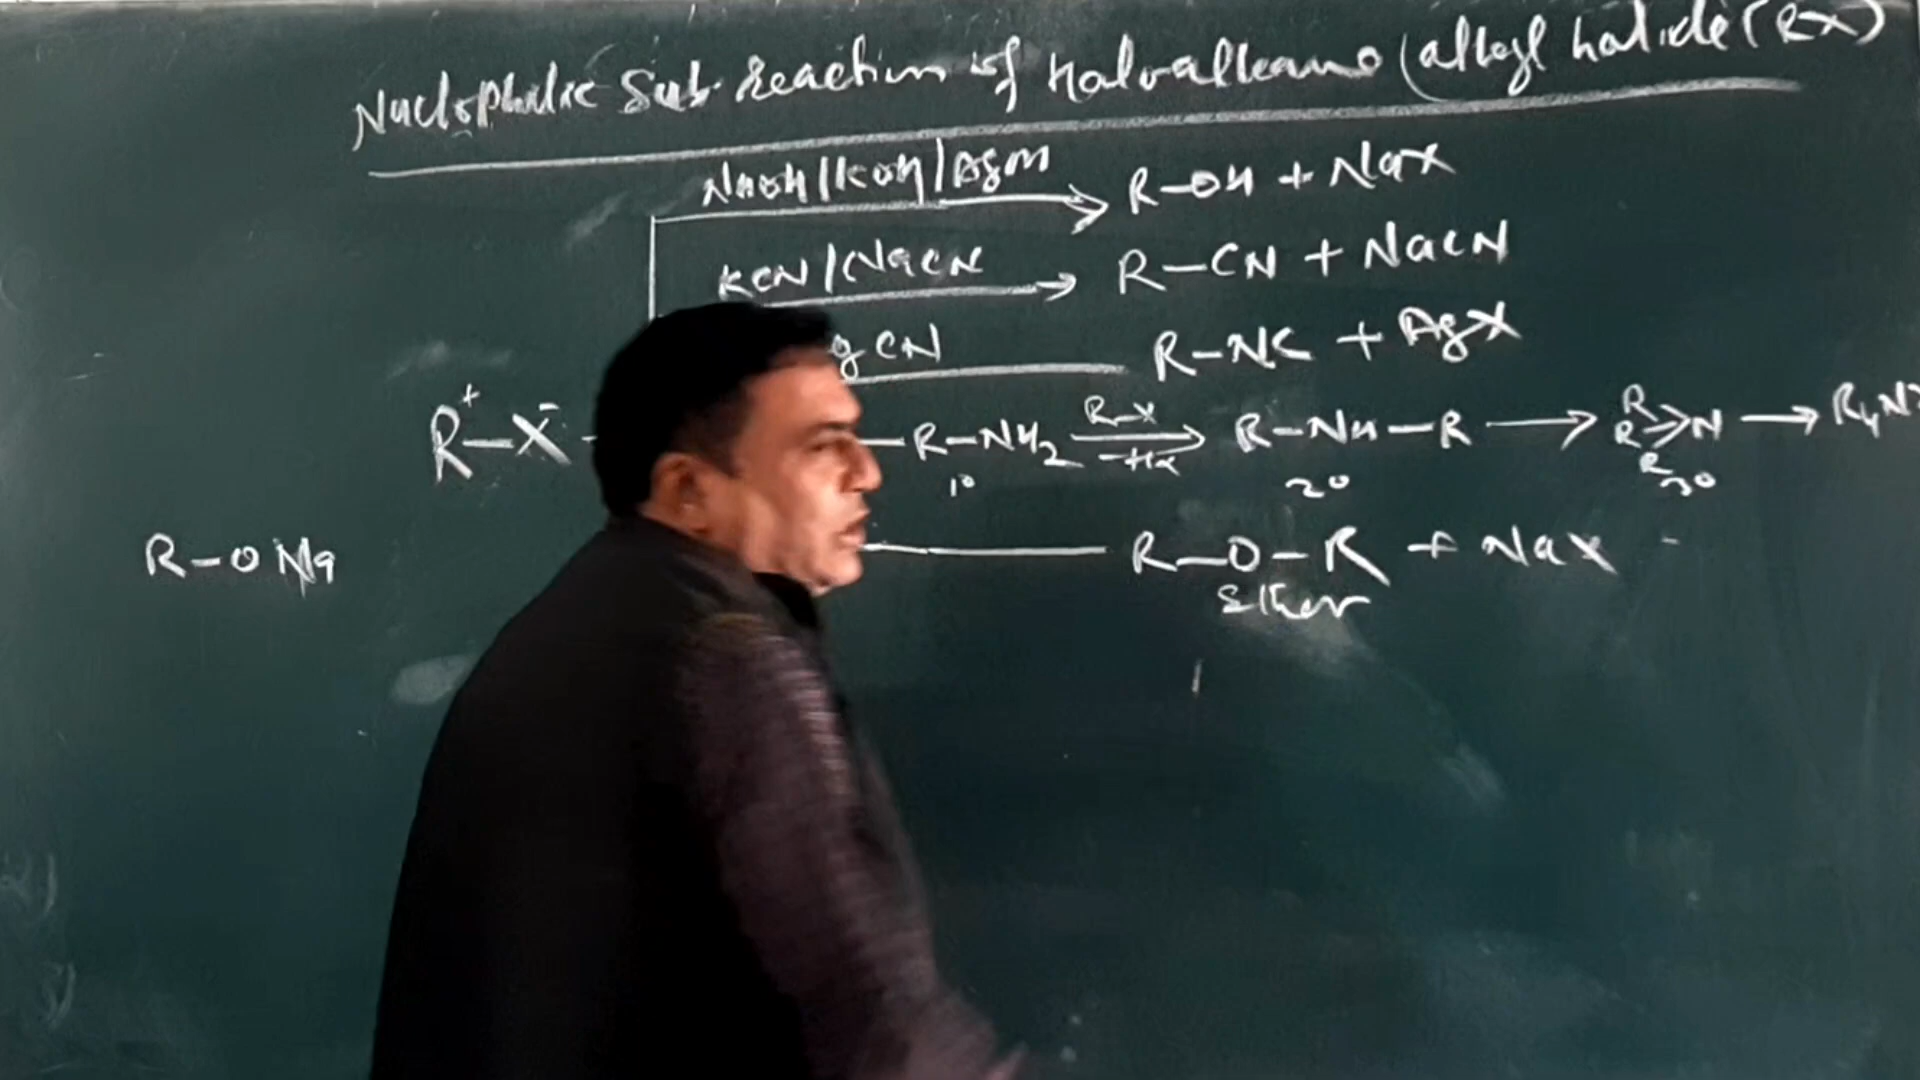 Nuclophilic Sub. reaction of Haloalkane (alkyl halide (RX)
NaOH/KOH/AgOH R-OH + NaX
KCN/NaCN → R-CN + NaCN
gCN R-NC + AgX
R⁺-X⁻ - R-NH₂ R-X → -HX R-NH-R → R R R > N → R₄N
1° 2° 3°
R-ONa R-O-R + NaX
Ether